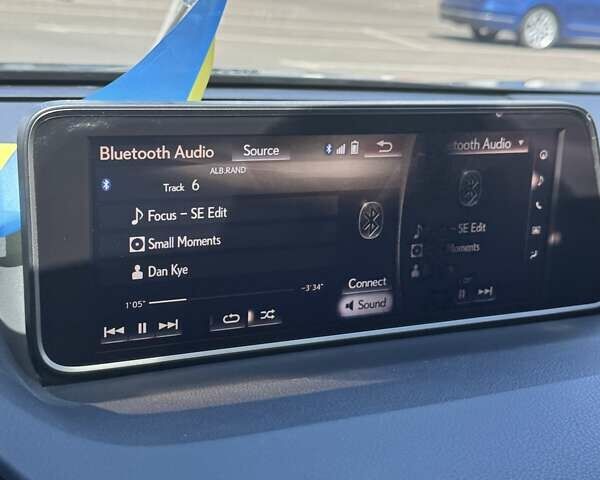 Bluetooth Audio
Source
ALB.RAND
Track 6
Focus – SE Edit
Small Moments
Dan Kye
1'05"
-3'34"
Connect
Sound
tooth Audio
– SE Edit
Moments